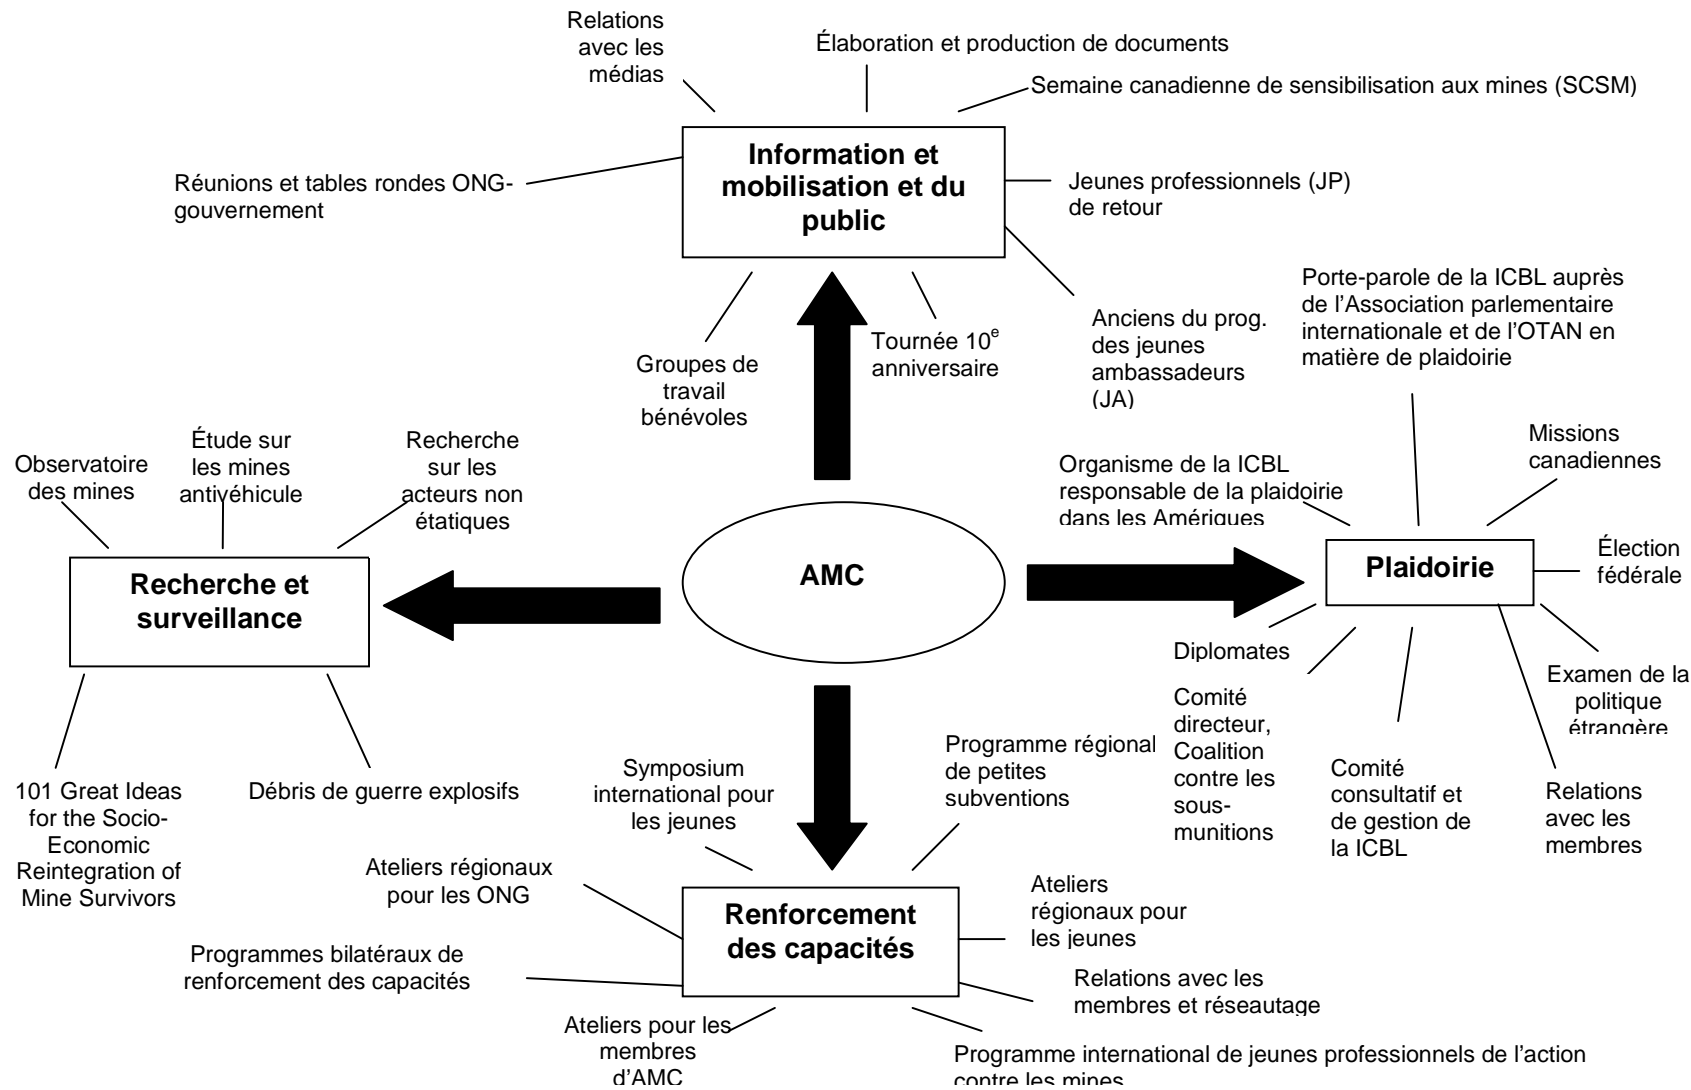 Relations
avec les
médias
Élaboration et production de documents
Semaine canadienne de sensibilisation aux mines (SCSM)
Information et
mobilisation et du
public
Réunions et tables rondes ONG-
gouvernement
Jeunes professionnels (JP)
de retour
Groupes de
travail
bénévoles
Tournée 10e
anniversaire
Anciens du prog.
des jeunes
ambassadeurs
(JA)
Porte-parole de la ICBL auprès
de l'Association parlementaire
internationale et de l'OTAN en
matière de plaidoirie
Observatoire
des mines
Étude sur
les mines
antivéhicule
Recherche
sur les
acteurs non
étatiques
Organisme de la ICBL
responsable de la plaidoirie
dans les Amériques
Missions
canadiennes
Recherche et
surveillance
AMC
Plaidoirie
Élection
fédérale
Diplomates
Comité
directeur,
Coalition
contre les
sous-
munitions
Comité
consultatif et
de gestion de
la ICBL
Examen de la
politique
étrangère
Relations
avec les
membres
101 Great Ideas
for the Socio-
Economic
Reintegration of
Mine Survivors
Débris de guerre explosifs
Symposium
international pour
les jeunes
Programme régional
de petites
subventions
Ateliers régionaux
pour les ONG
Renforcement
des capacités
Ateliers
régionaux pour
les jeunes
Programmes bilatéraux de
renforcement des capacités
Relations avec les
membres et réseautage
Ateliers pour les
membres
d'AMC
Programme international de jeunes professionnels de l'action
contre les mines